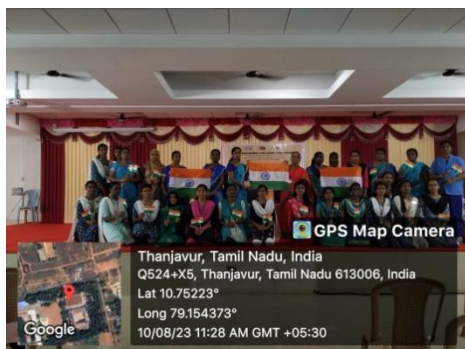 GPS Map Camera
Thanjavur, Tamil Nadu, India
Q524+X5, Thanjavur, Tamil Nadu 613006, India
Lat 10.75223°
Long 79.154373°
10/08/23 11:28 AM GMT +05:30
Google